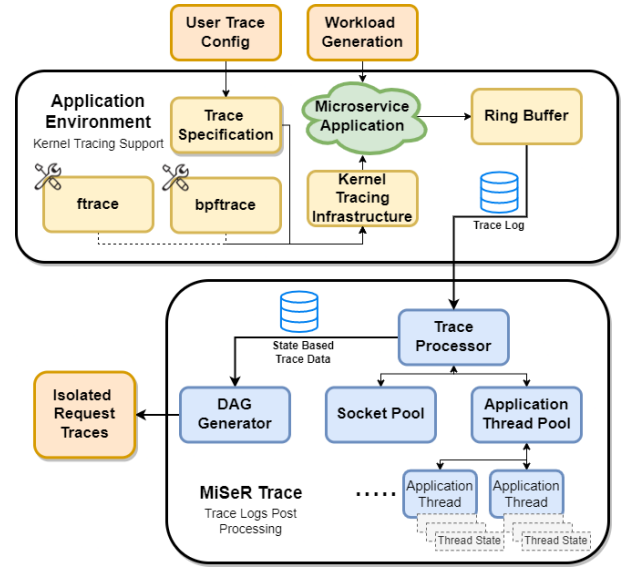 User Trace
Config
Workload
Generation
Application
Environment
Kernel Tracing Support
Trace
Specification
Microservice
Application
Ring Buffer
ftrace
bpftrace
Kernel
Tracing
Infrastructure
Trace Log
State Based
Trace Data
Trace
Processor
Isolated
Request
Traces
DAG
Generator
Socket Pool
Application
Thread Pool
MiSeR Trace
Trace Logs Post
Processing
.....
Application
Thread
Thread State
Application
Thread
Thread State